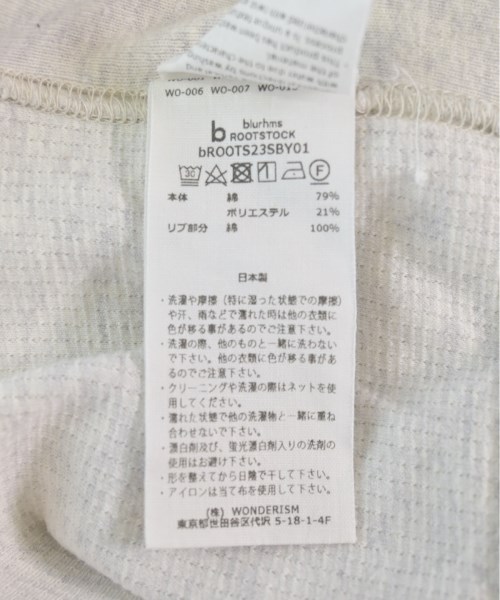 WO-006 WO-007
b blurhms
ROOTSTOCK
bROOTS23SBY01
30 F
本体 綿 79%
ポリエステル 21%
リブ部分 綿 100%
日本製
・洗濯や摩擦（特に湿った状態での摩擦）
や汗、雨などで濡れた時は他の衣類に
色が移る事があるのでご注意下さい。
・洗濯の際、他のものと一緒に洗わない
で下さい。他の衣類に色が移る事があ
るのでご注意下さい。
・クリーニングや洗濯の際はネットを使
用してください。
・濡れた状態で他の洗濯物と一緒に重ね
合わせないで下さい。
・漂白剤及び、蛍光漂白剤入りの洗剤の
使用はお避け下さい。
・形を整えてから日陰で干して下さい。
・アイロンは当て布を使用して下さい。
(株) WONDERISM
東京都世田谷区代沢 5-18-1-4F